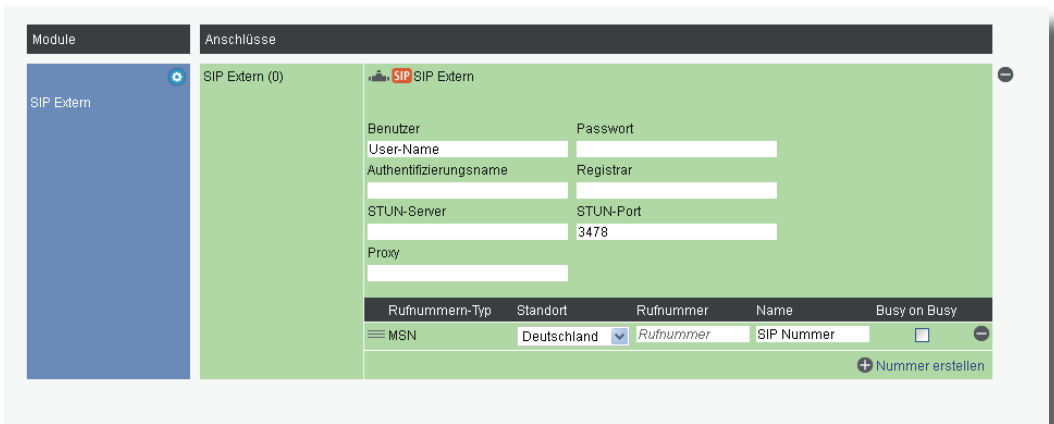 Module
Anschlüsse
SIP Extern
SIP Extern (0)
SIP SIP Extern
Benutzer Passwort
User-Name
Authentifizierungsname Registrar
STUN-Server STUN-Port
3478
Proxy
Rufnummern-Typ Standort Rufnummer Name Busy on Busy
MSN Deutschland Rufnummer SIP Nummer
Nummer erstellen